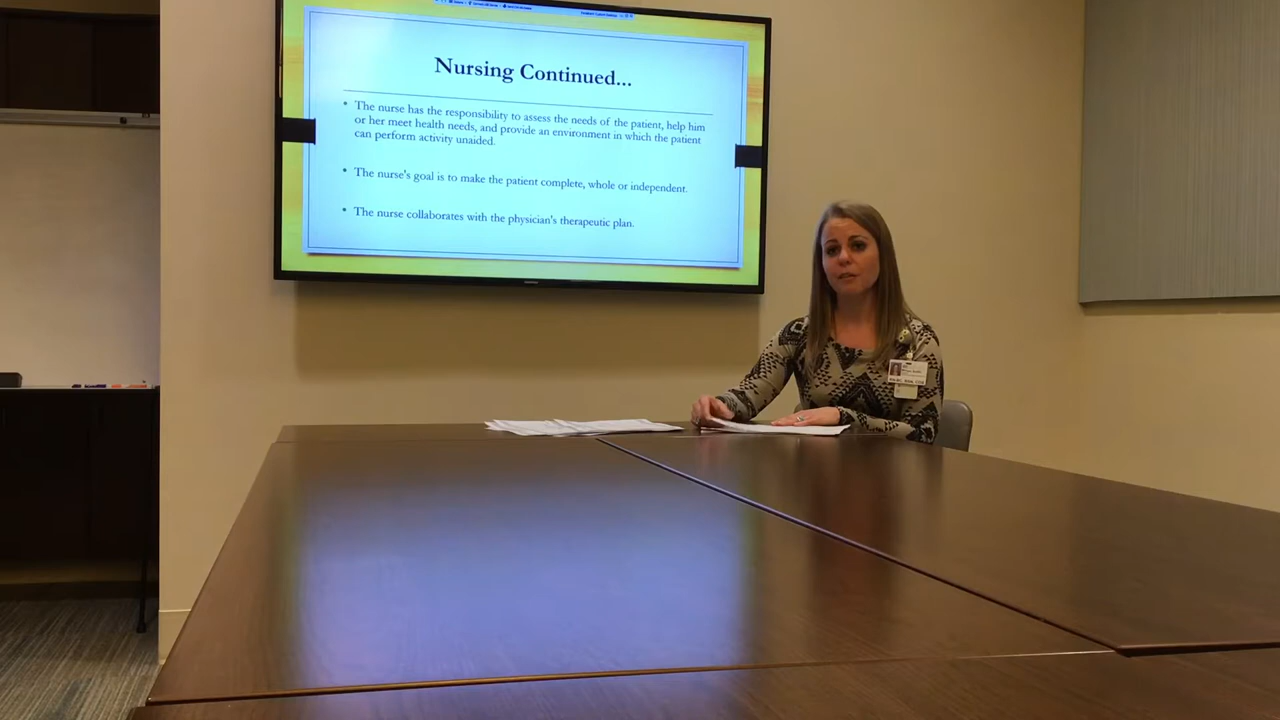 Nursing Continued...
• The nurse has the responsibility to assess the needs of the patient, help him
or her meet health needs, and provide an environment in which the patient
can perform activity unaided.
• The nurse's goal is to make the patient complete, whole or independent.
• The nurse collaborates with the physician's therapeutic plan.